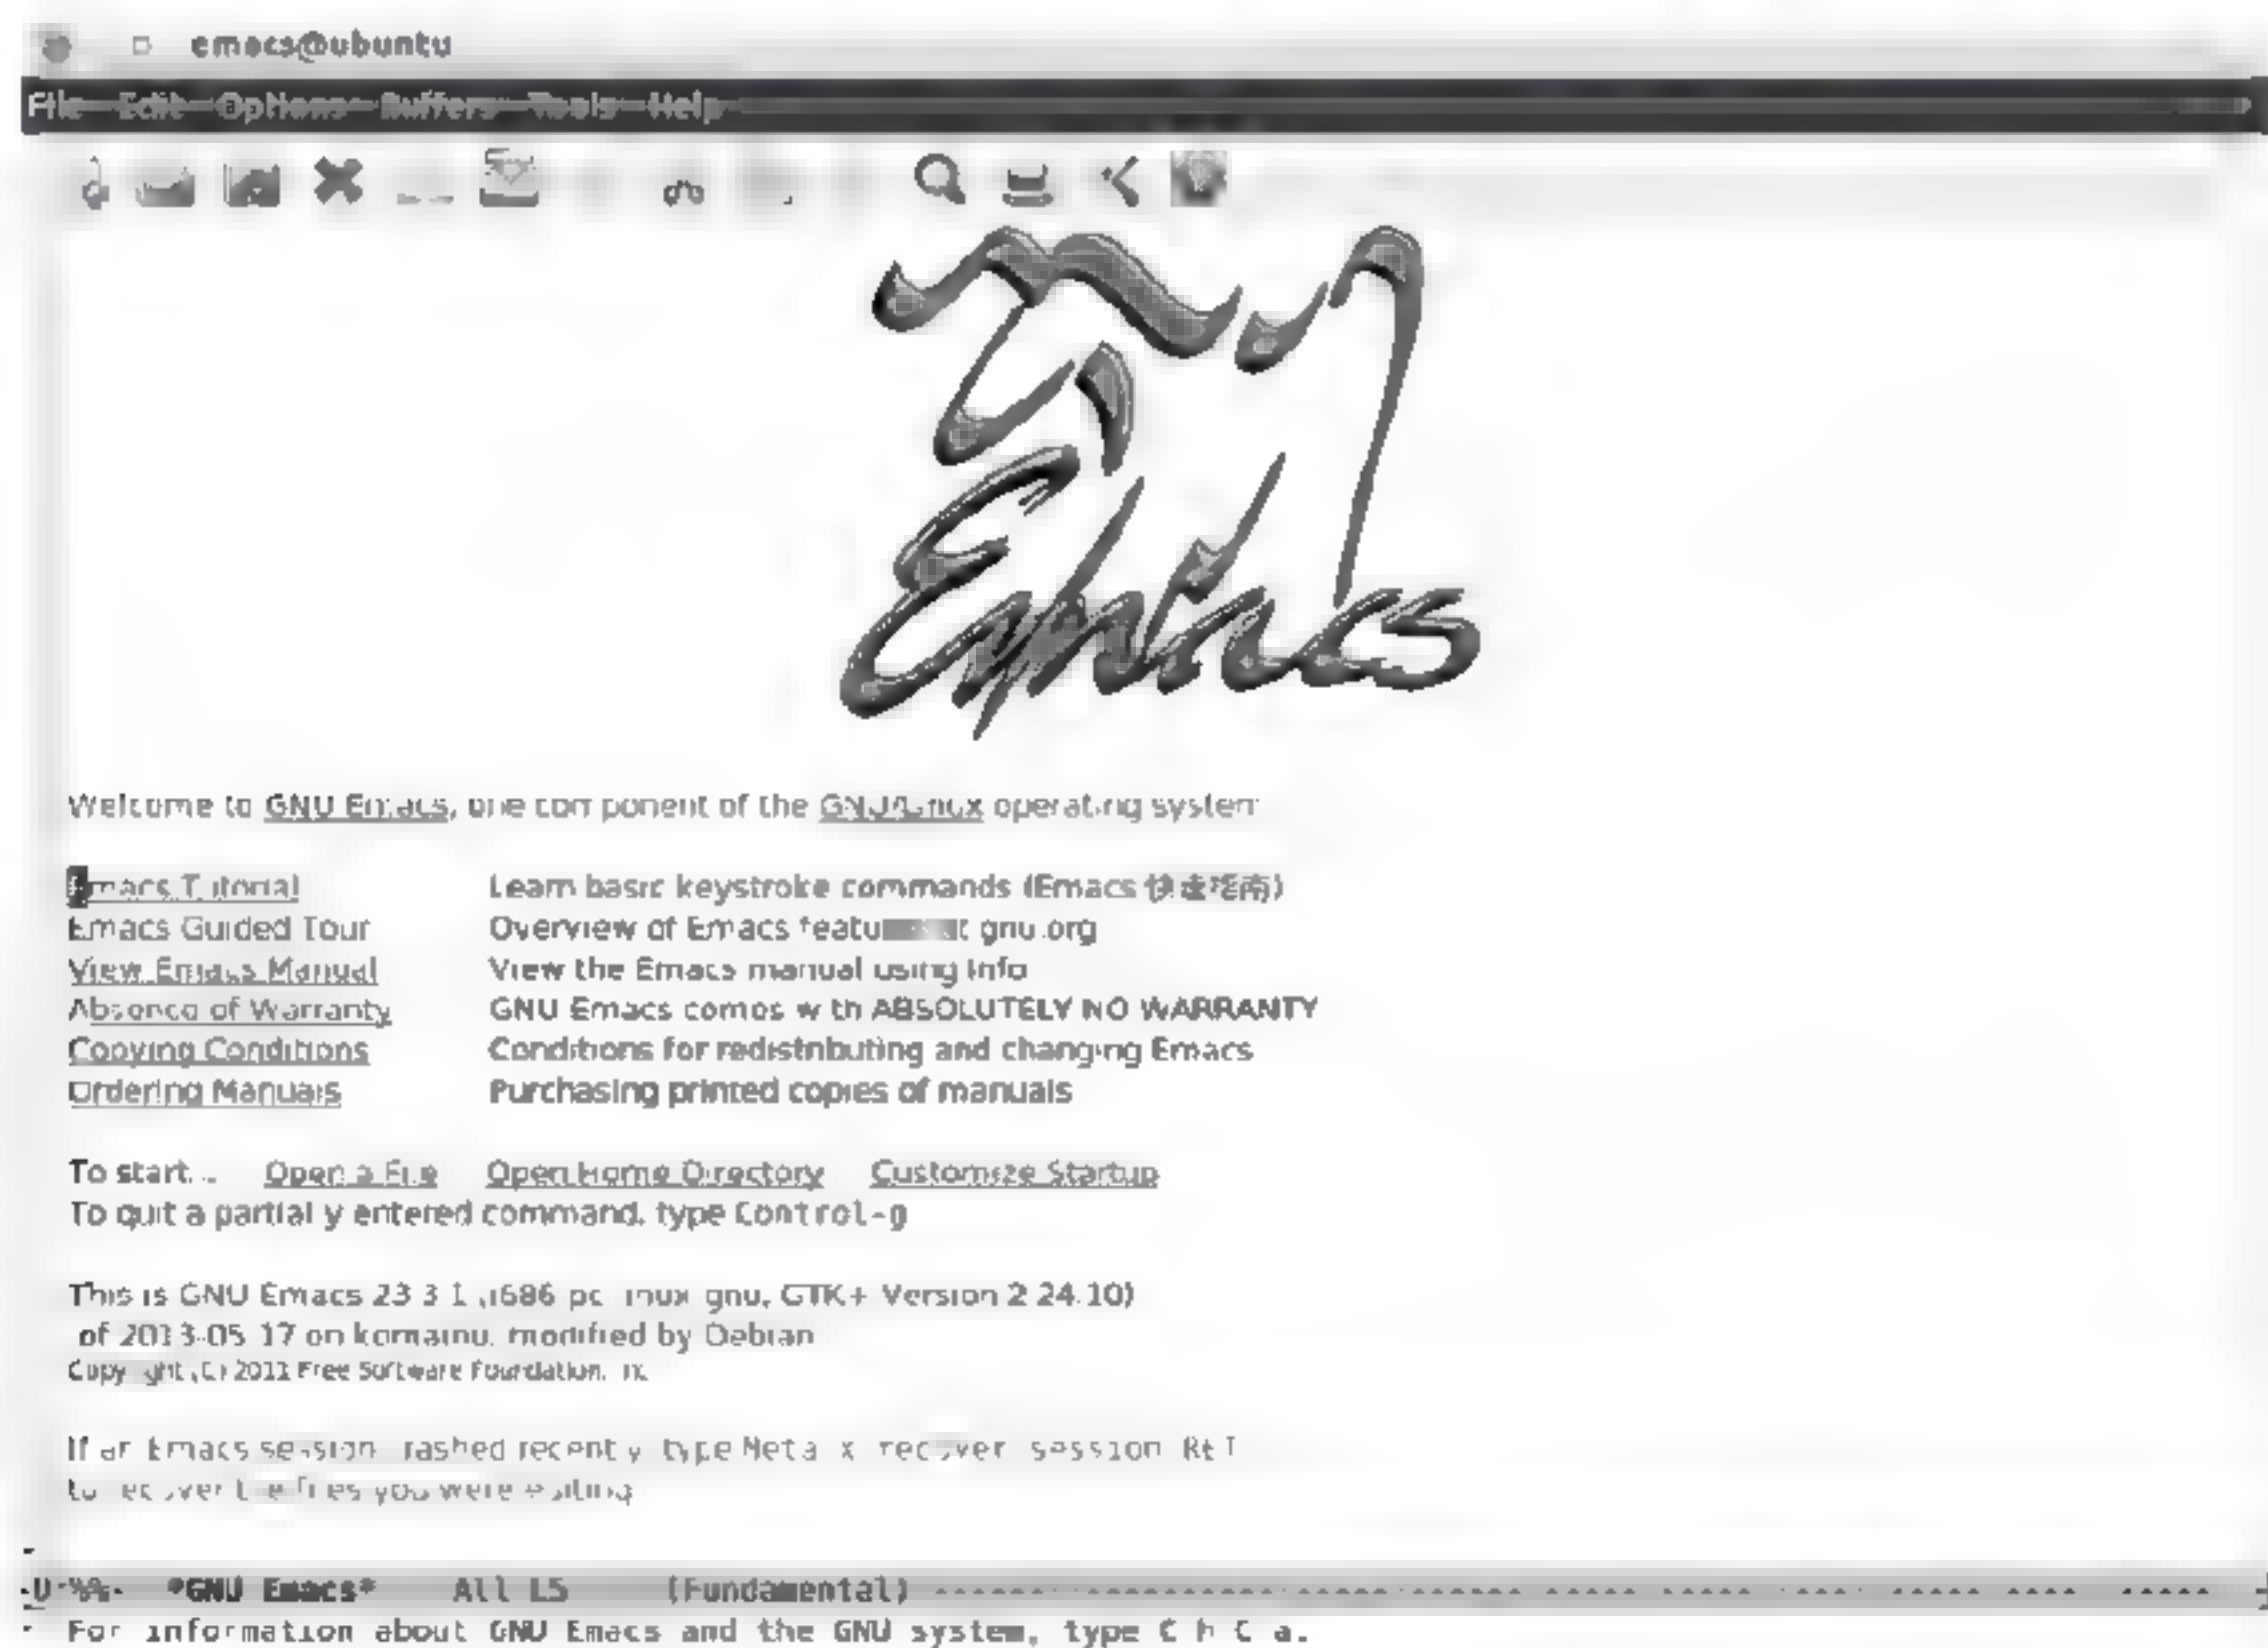 emacs@ubuntu
File Edit Options Buffers Tools Help
Emacs
Welcome to GNU Emacs, one component of the GNU/Linux operating system
Emacs Tutorial Learn basic keystroke commands (Emacs
Emacs Guided Tour Overview of Emacs gnu.org
View Emacs Manual View the Emacs manual using Info
Absence of Warranty GNU Emacs comes with ABSOLUTELY NO WARRANTY
Copying Conditions Conditions for redistributing and changing Emacs
Ordering Manuals Purchasing printed copies of manuals
To start... Open a File Open Home Directory Customize Startup
To quit a partially entered command, type Control-g
This is GNU Emacs 23.3.1 (i686-pc-linux-gnu, GTK+ Version 2.24.10)
of 2013-05-17 on komainu, modified by Debian
Copyright (C) 2011 Free Software Foundation, Inc.
If an Emacs session crashed recently, type Meta-x recover-session RET
to recover the files you were editing.
-U:%%- *GNU Emacs* All L5 (Fundamental)
For information about GNU Emacs and the GNU system, type C-h C-a.